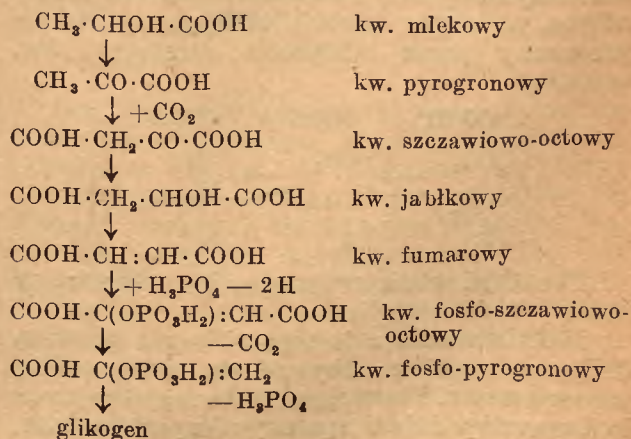 CH₃·CHOH·COOH kw. mlekowy
↓
CH₃·CO·COOH kw. pyrogronowy
↓ +CO₂
COOH·CH₂·CO·COOH kw. szczawiowo-octowy
↓
COOH·CH₂·CHOH·COOH kw. jabłkowy
↓
COOH·CH:CH·COOH kw. fumarowy
↓ + H₃PO₄ — 2H
COOH·C(OPO₃H₂):CH·COOH kw. fosfo-szczawiowo-
octowy
↓ —CO₂
COOH C(OPO₃H₂):CH₂ kw. fosfo-pyrogronowy
↓ —H₃PO₄
glikogen